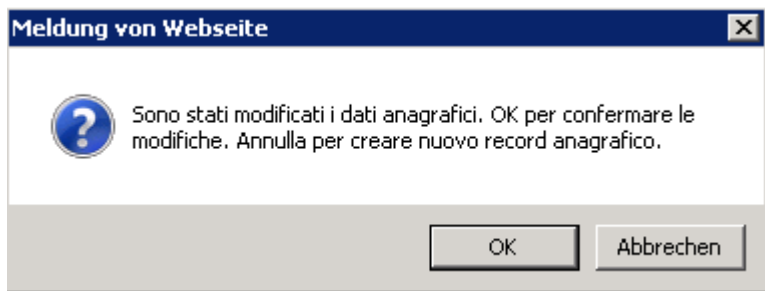 Meldung von Webseite
Sono stati modificati i dati anagrafici. OK per confermare le
modifiche. Annulla per creare nuovo record anagrafico.
OK
Abbrechen